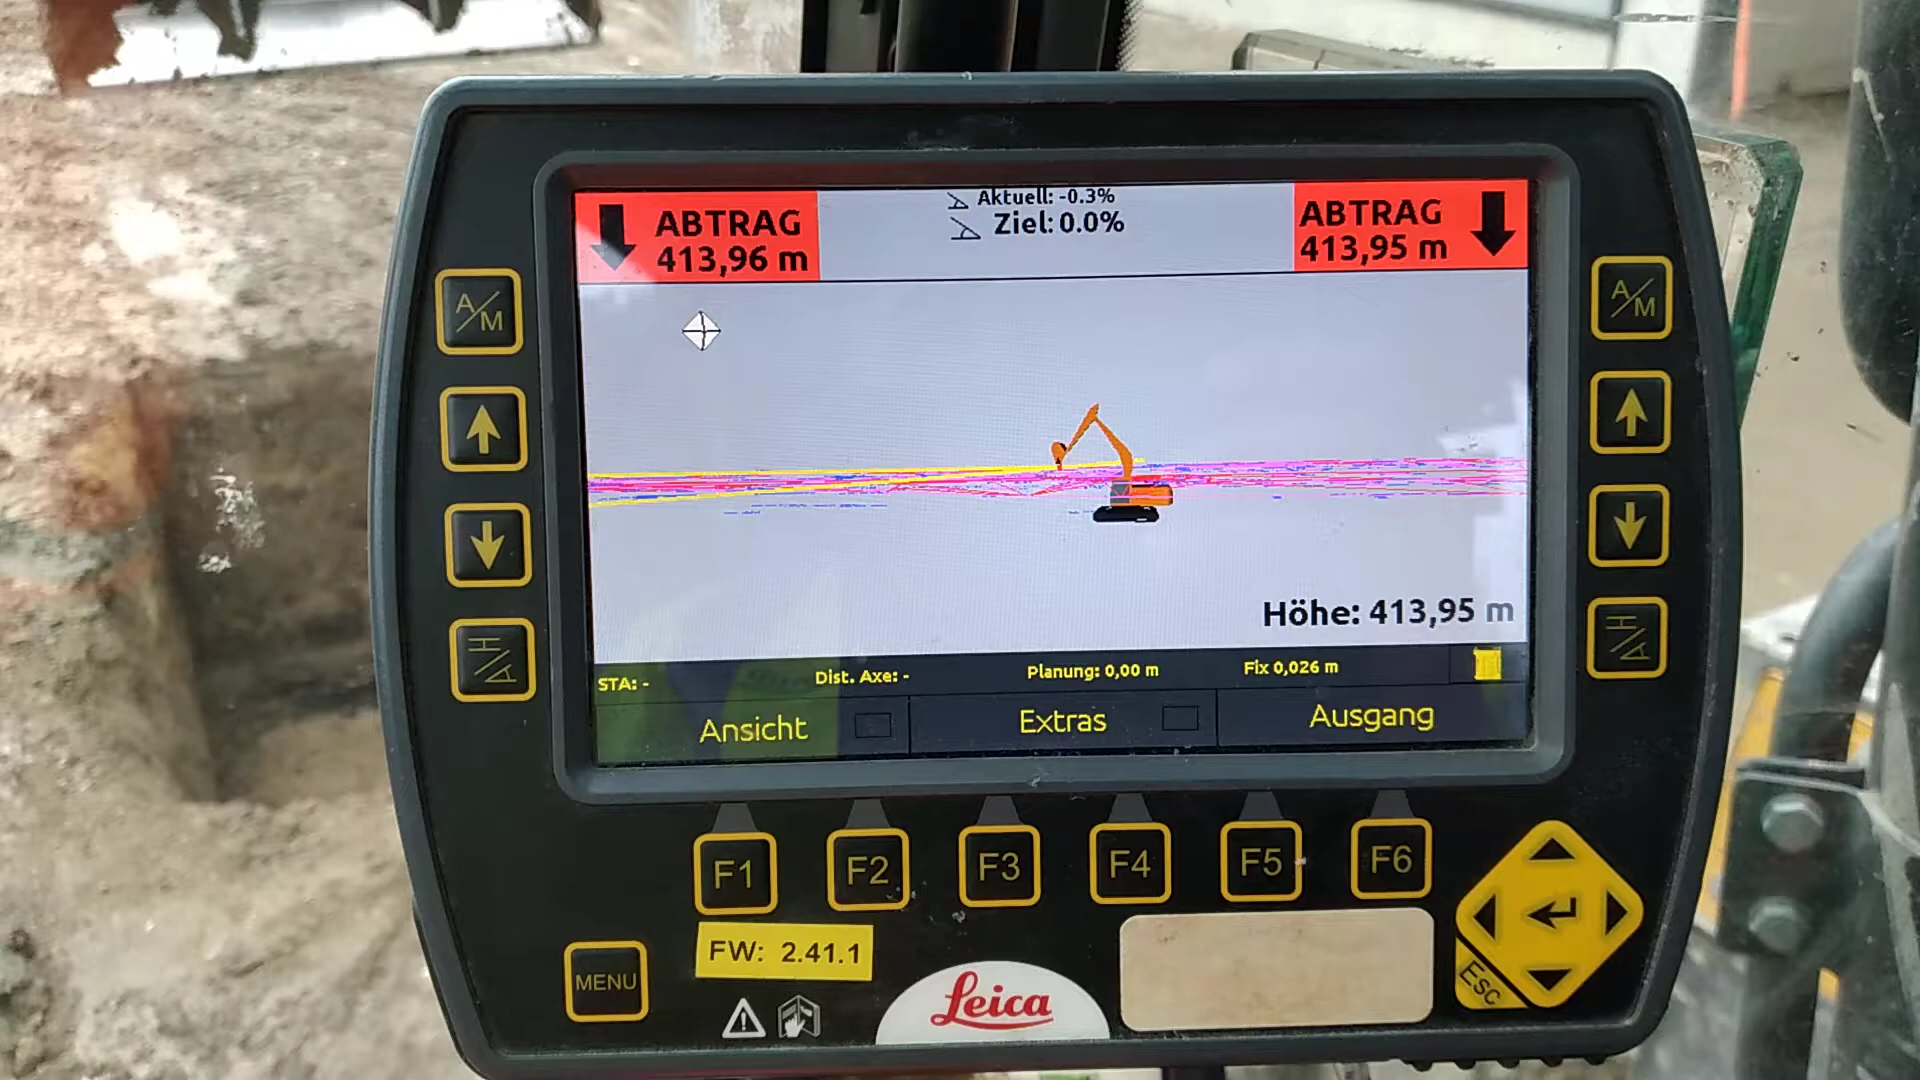 ABTRAG
413,96 m
Aktuell: -0.3%
Ziel: 0.0%
ABTRAG
413,95 m
A/M
A/M
Höhe: 413,95 m
STA: -
Dist. Axe: -
Planung: 0,00 m
Fix 0,026 m
Ansicht
Extras
Ausgang
F1
F2
F3
F4
F5
F6
FW: 2.41.1
MENU
Leica
ESC